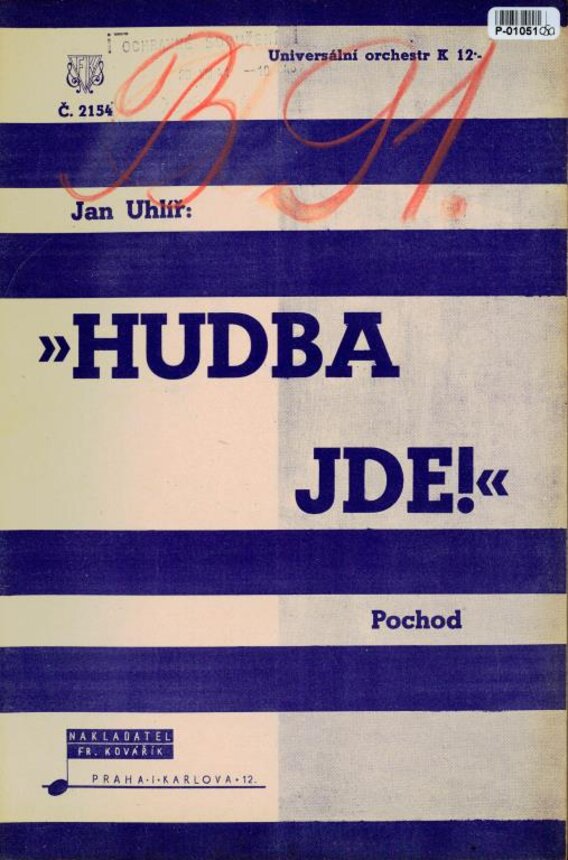 P-01051
Universální orchestr K 12·-
Č. 2154
B 91.
Jan Uhlíř:
»HUDBA
JDE!«
Pochod
NAKLADATEL
FR. KOVÁŘÍK
PRAHA·I·KARLOVA·12.